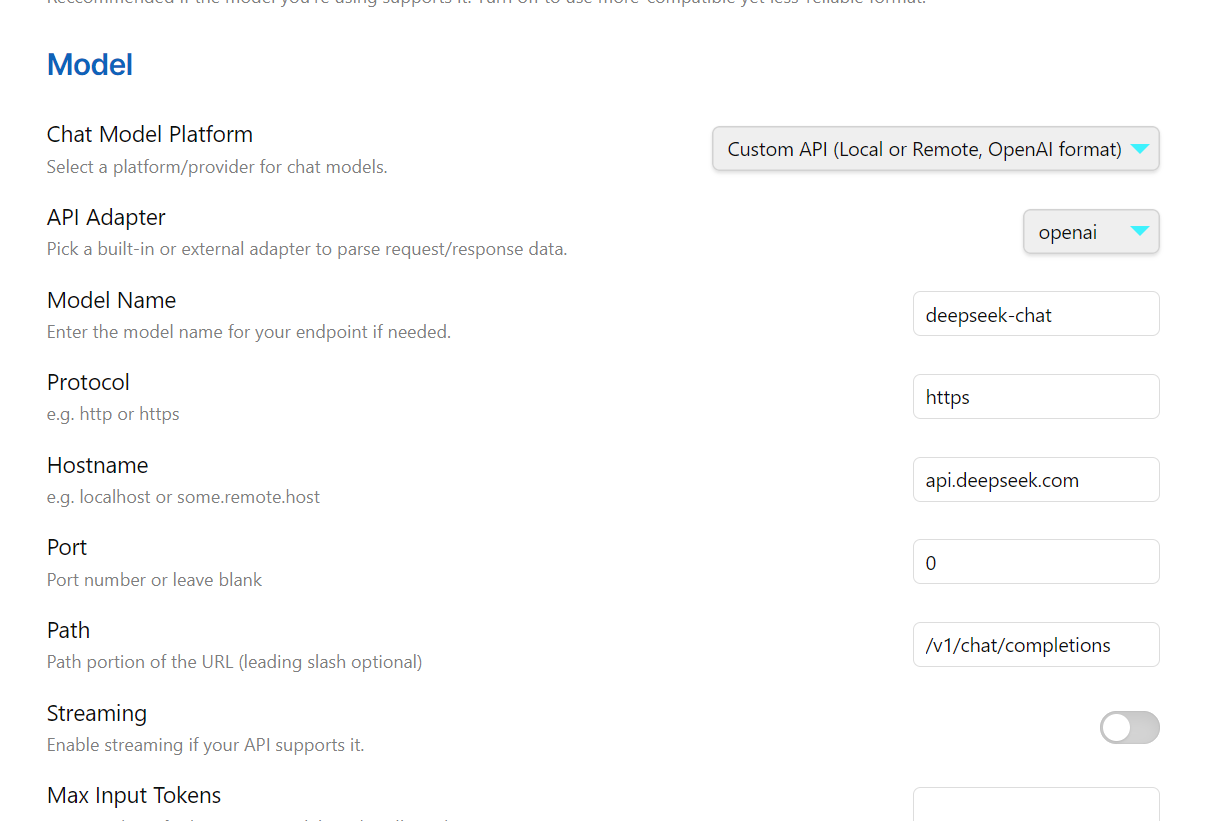 Recommended if the model you're using supports it. Turn off to use more-compatible yet less-reliable format.
Model
Chat Model Platform
Select a platform/provider for chat models.
Custom API (Local or Remote, OpenAI format)
API Adapter
Pick a built-in or external adapter to parse request/response data.
openai
Model Name
Enter the model name for your endpoint if needed.
deepseek-chat
Protocol
e.g. http or https
https
Hostname
e.g. localhost or some.remote.host
api.deepseek.com
Port
Port number or leave blank
0
Path
Path portion of the URL (leading slash optional)
/v1/chat/completions
Streaming
Enable streaming if your API supports it.
Max Input Tokens